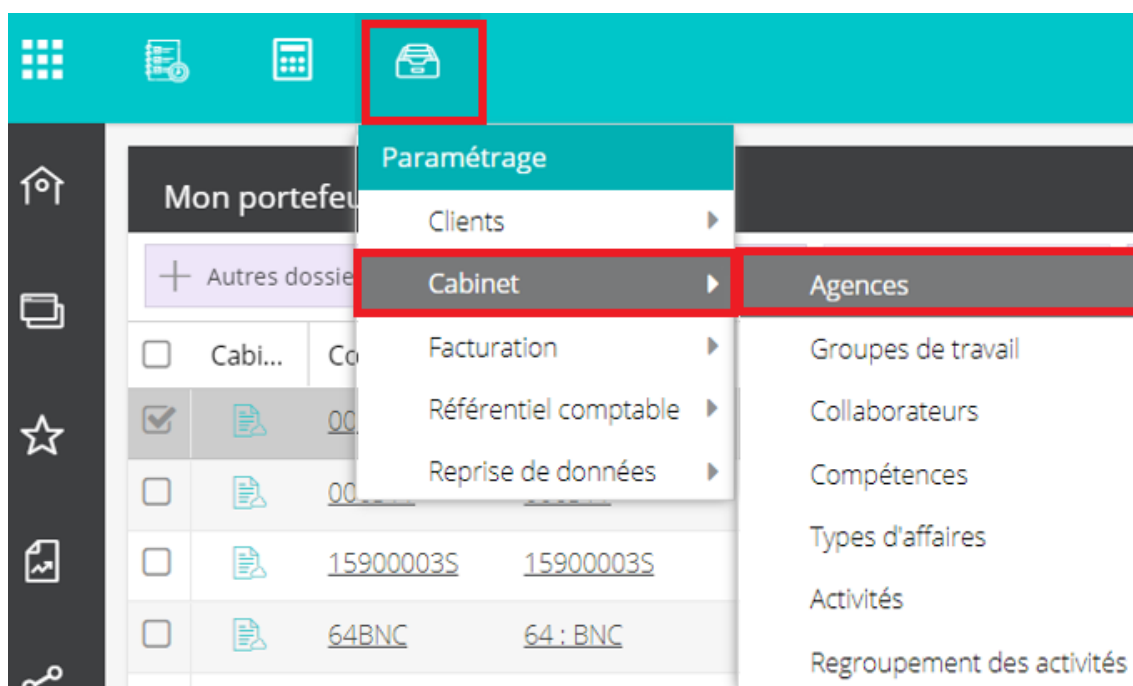 Paramétrage
Mon portefeu
Clients
Autres dossie
Cabinet
Agences
Cabi...
Co
Facturation
Groupes de travail
00
Référentiel comptable
Collaborateurs
Reprise de données
Compétences
Types d'affaires
15900003S
15900003S
Activités
64BNC
64 : BNC
Regroupement des activités